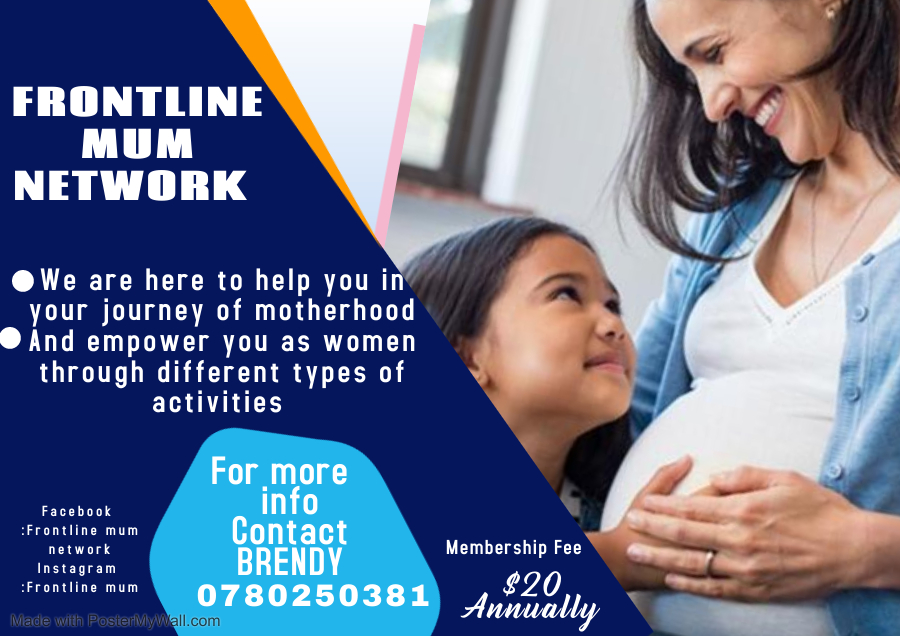 FRONTLINE
MUM
NETWORK
We are here to help you in
your journey of motherhood
And empower you as women
through different types of
activities
For more
info
Contact
BRENDY
0780250381
Facebook
:Frontline mum
network
Instagram
:Frontline mum
Membership Fee
$20
Annually
Made with PosterMyWall.com